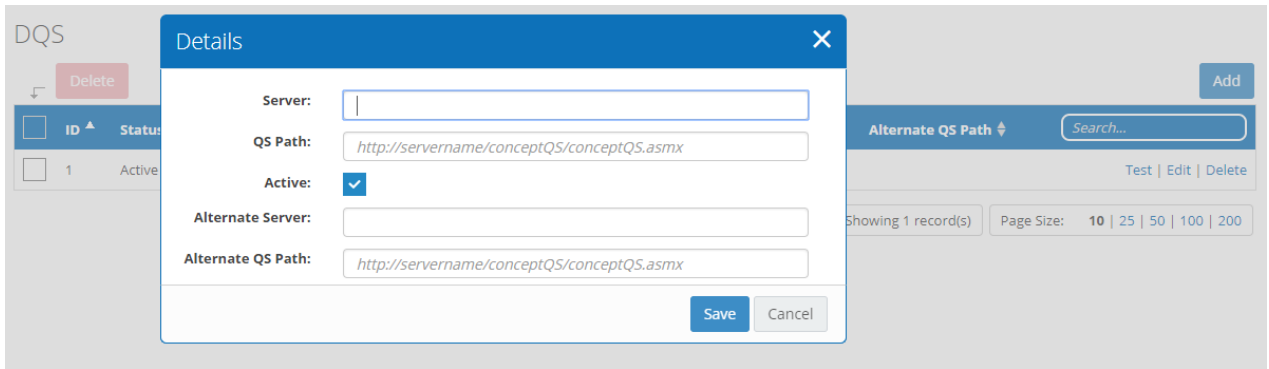 DQS
Delete
Add
ID Status Alternate QS Path Search...
1 Active Test | Edit | Delete
Showing 1 record(s) Page Size: 10 | 25 | 50 | 100 | 200
Details
Server:
QS Path: http://servername/conceptQS/conceptQS.asmx
Active:
Alternate Server:
Alternate QS Path: http://servername/conceptQS/conceptQS.asmx
Save Cancel